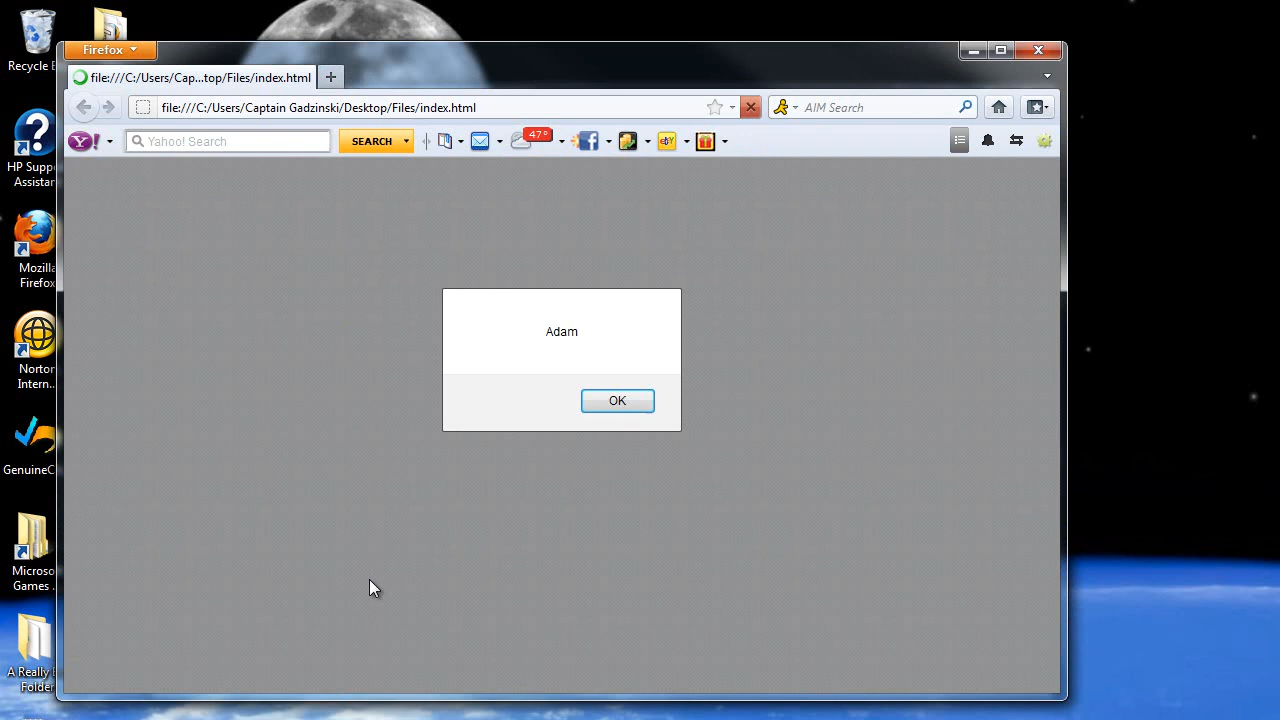 Recycle B
Firefox
file:///C:/Users/Cap...top/Files/index.html
file:///C:/Users/Captain Gadzinski/Desktop/Files/index.html
AIM Search
Y!
Yahoo! Search
SEARCH
47°
HP Supp
Assistan
Mozilla
Firefox
Adam
OK
Norton
Intern...
GenuineC
Microso
Games
A Really
Folder